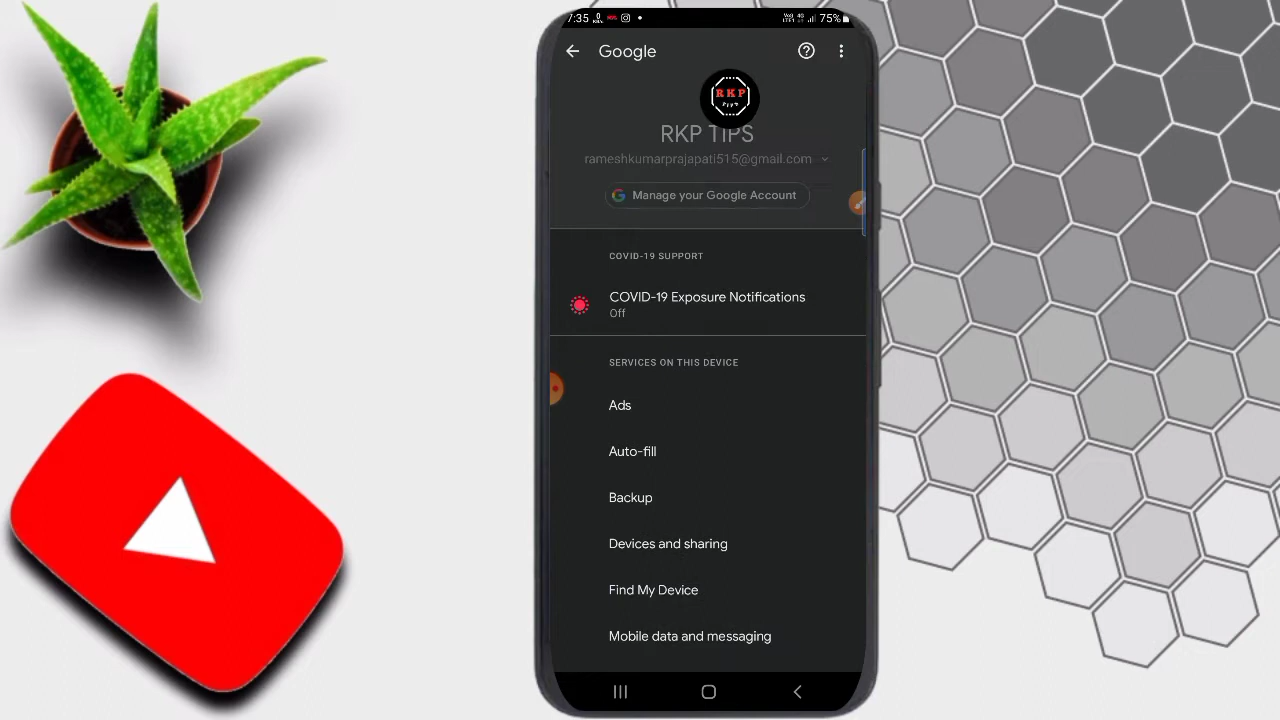 7:35 75%
Google
RKP
RKP TIPS
rameshkumarprajapati515@gmail.com
Manage your Google Account
COVID-19 SUPPORT
COVID-19 Exposure Notifications
Off
SERVICES ON THIS DEVICE
Ads
Auto-fill
Backup
Devices and sharing
Find My Device
Mobile data and messaging